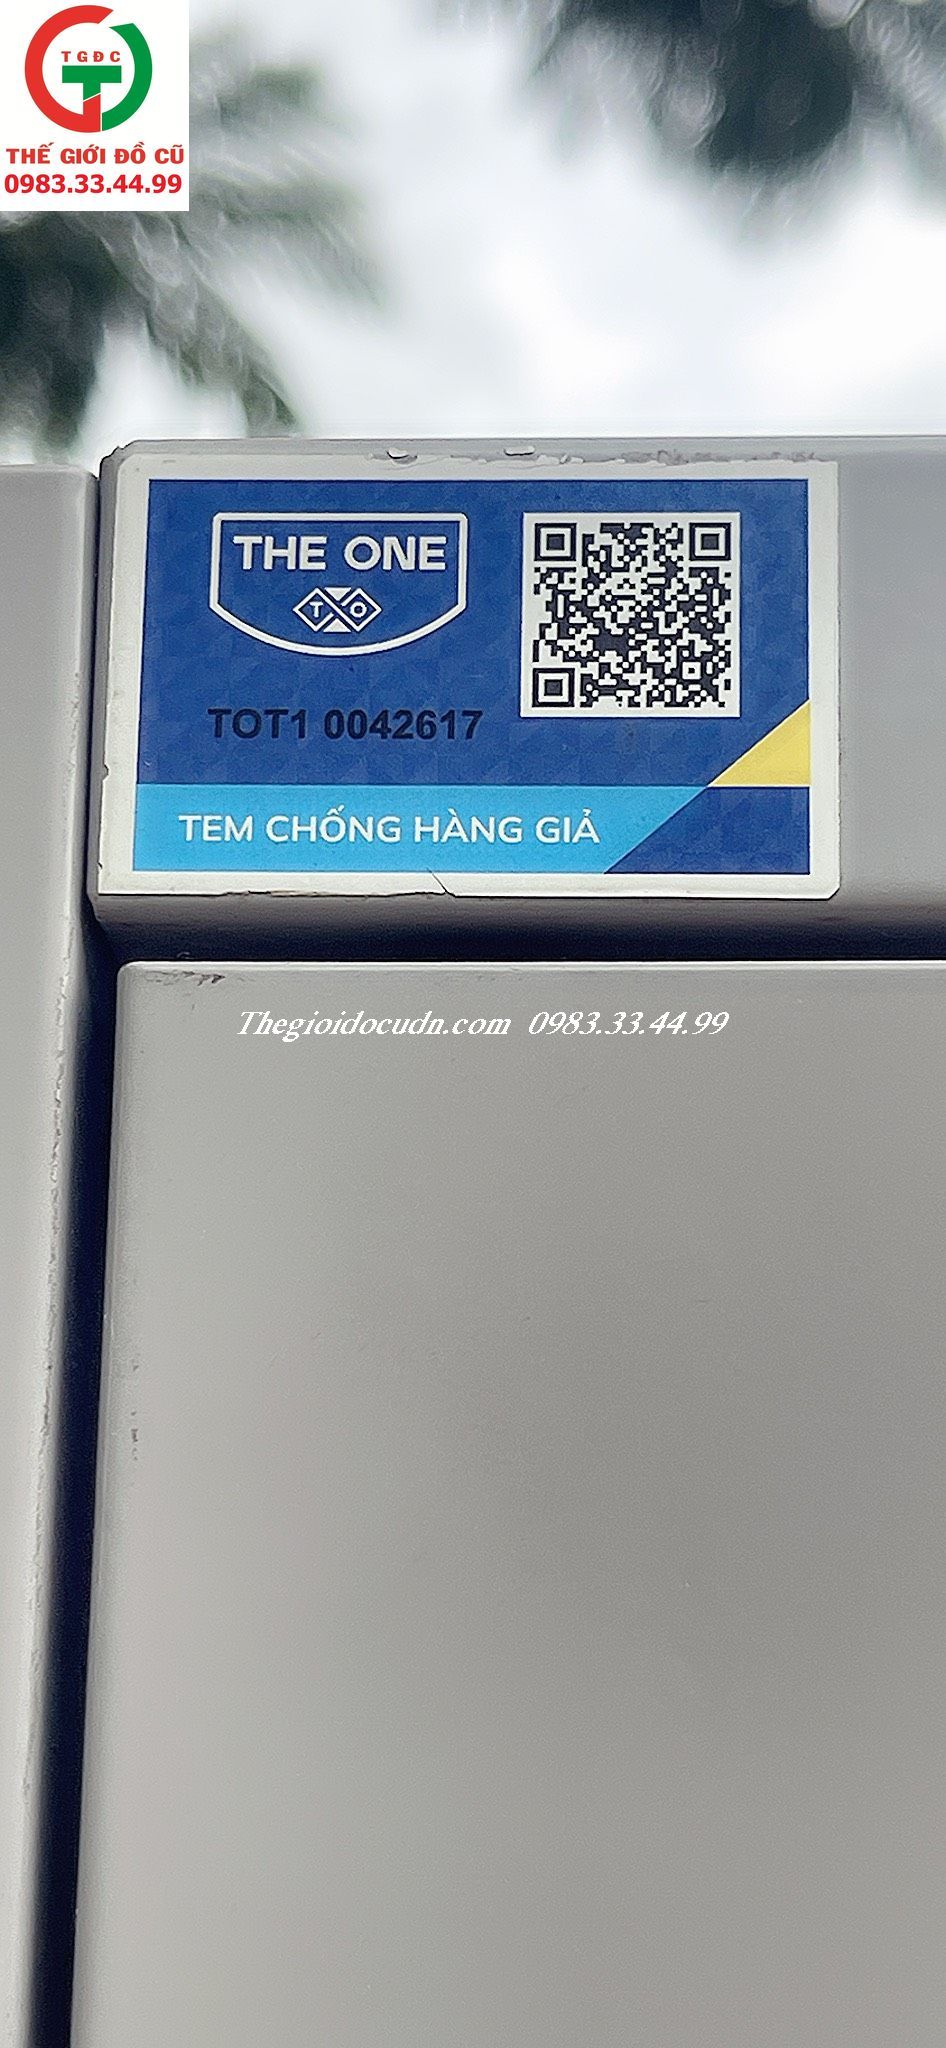 TGĐC
THẾ GIỚI ĐỒ CŨ
0983.33.44.99
THE ONE
T O
TOT1 0042617
TEM CHỐNG HÀNG GIẢ
Thegioidocudn.com 0983.33.44.99